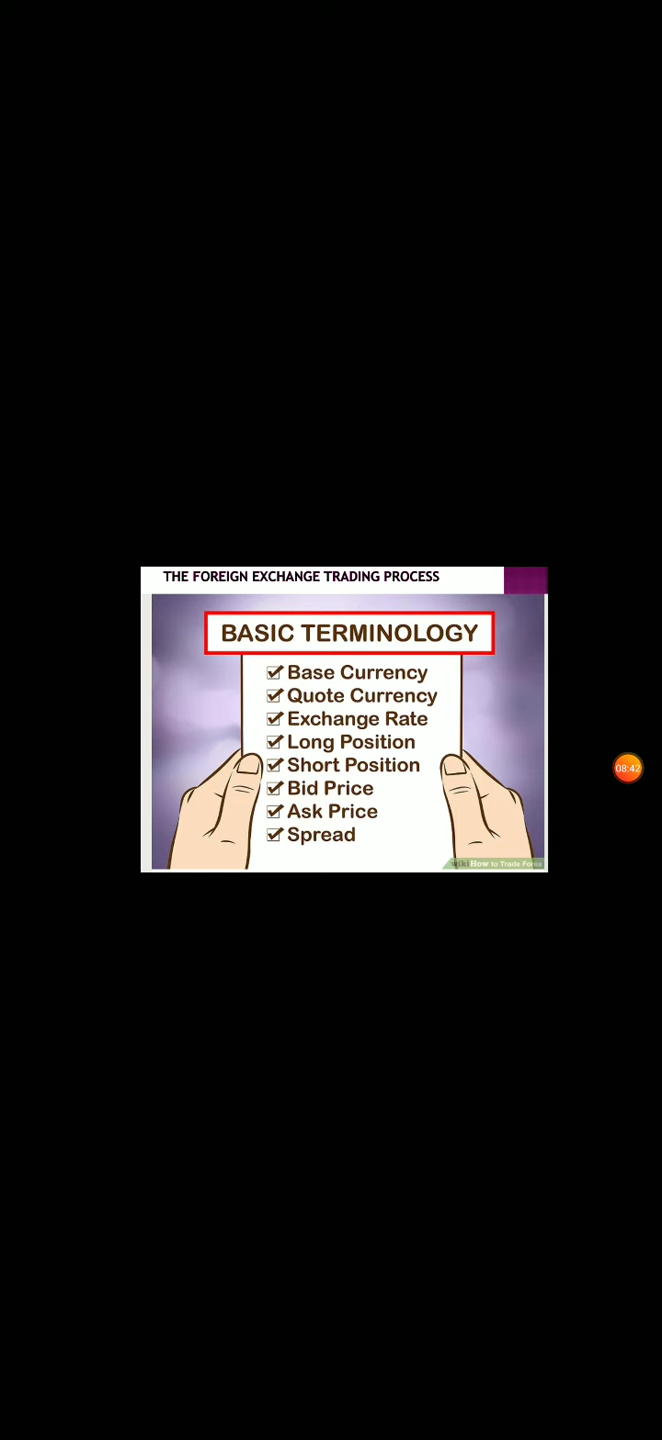 THE FOREIGN EXCHANGE TRADING PROCESS
BASIC TERMINOLOGY
Base Currency
Quote Currency
Exchange Rate
Long Position
Short Position
08:42
Bid Price
Ask Price
Spread
wikiHow to Trade Forex